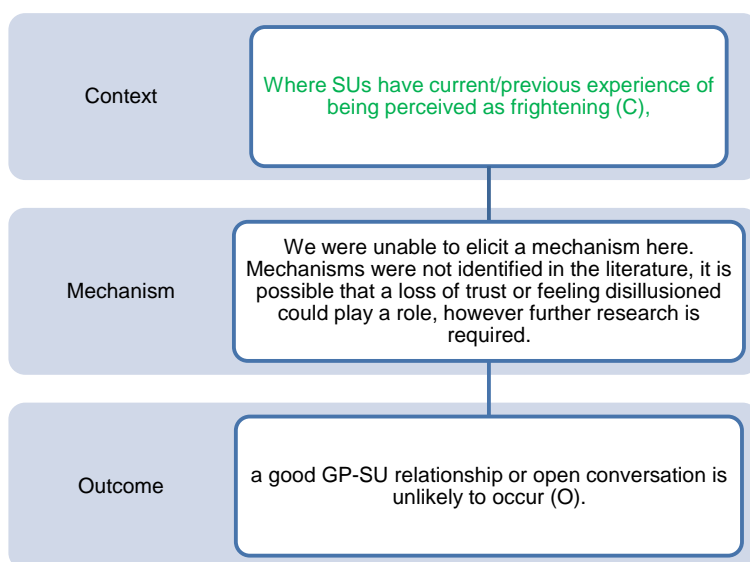 Context
Where SUs have current/previous experience of
being perceived as frightening (C),
Mechanism
We were unable to elicit a mechanism here.
Mechanisms were not identified in the literature, it is
possible that a loss of trust or feeling disillusioned
could play a role, however further research is
required.
Outcome
a good GP-SU relationship or open conversation is
unlikely to occur (O).